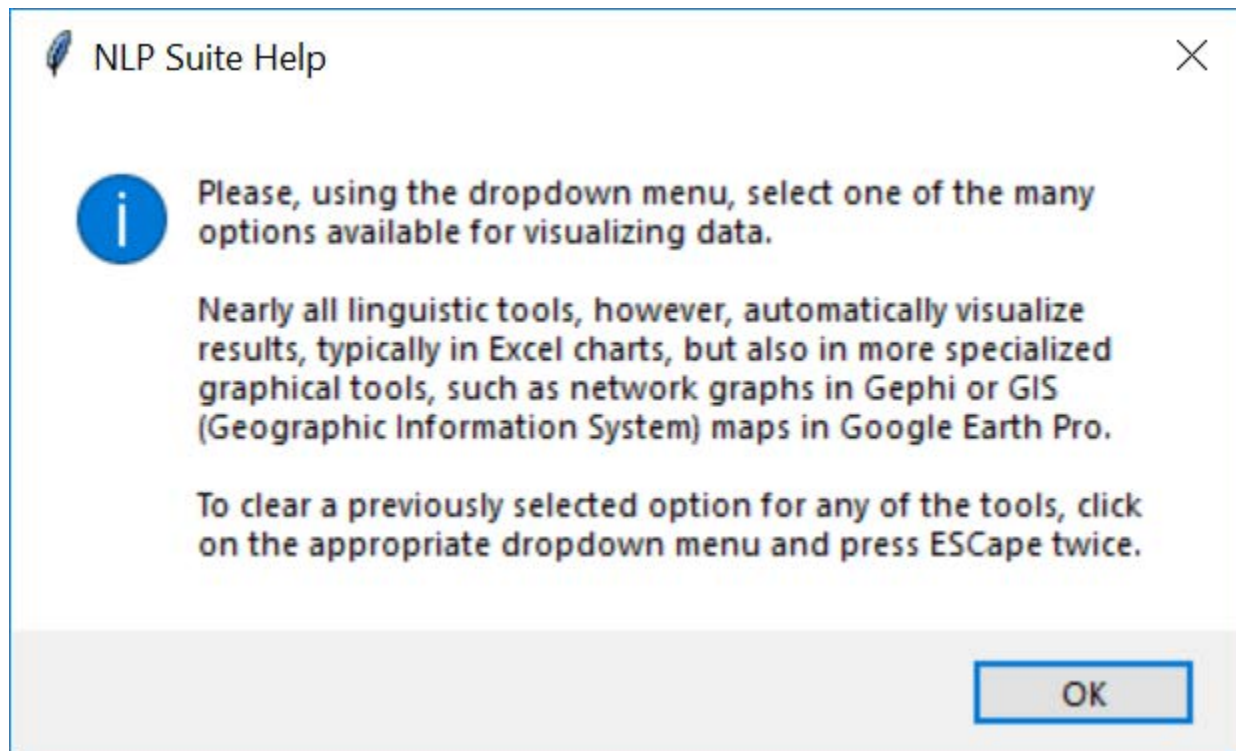 NLP Suite Help
Please, using the dropdown menu, select one of the many
options available for visualizing data.
Nearly all linguistic tools, however, automatically visualize
results, typically in Excel charts, but also in more specialized
graphical tools, such as network graphs in Gephi or GIS
(Geographic Information System) maps in Google Earth Pro.
To clear a previously selected option for any of the tools, click
on the appropriate dropdown menu and press ESCape twice.
OK